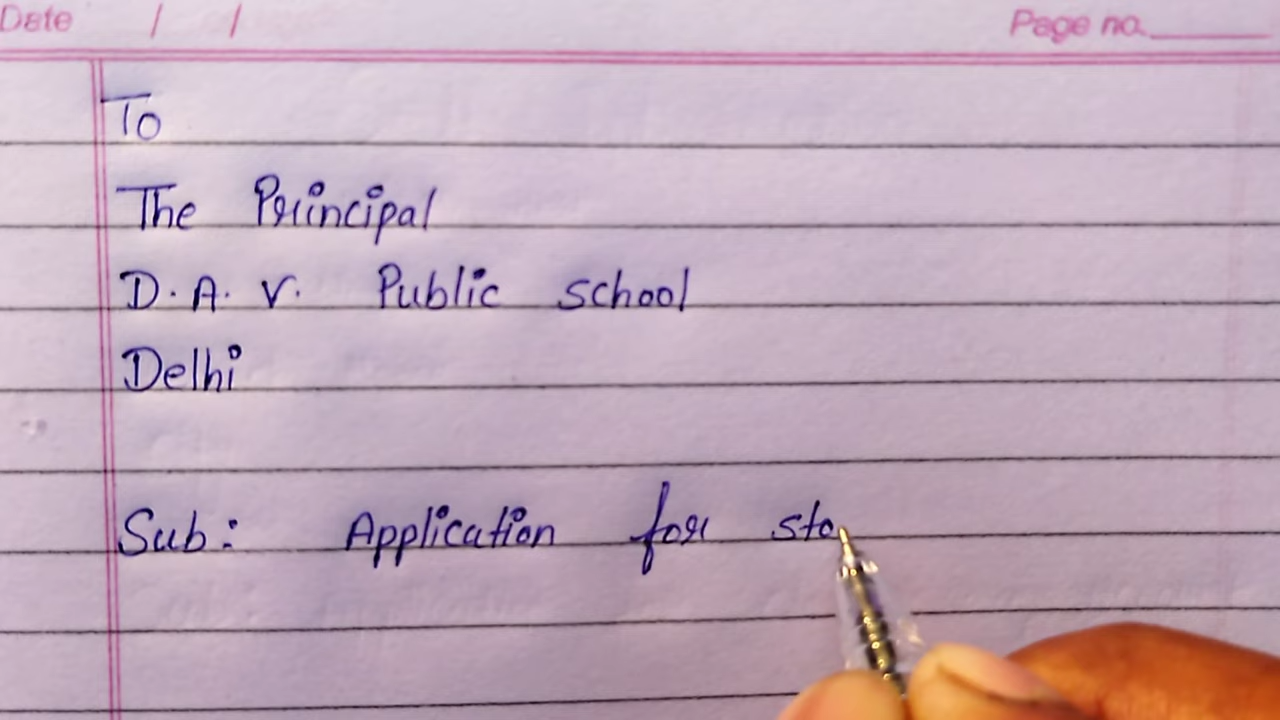 Date / /
Page no.
To
The Principal
D.A.V. Public school
Delhi
Sub: Application for